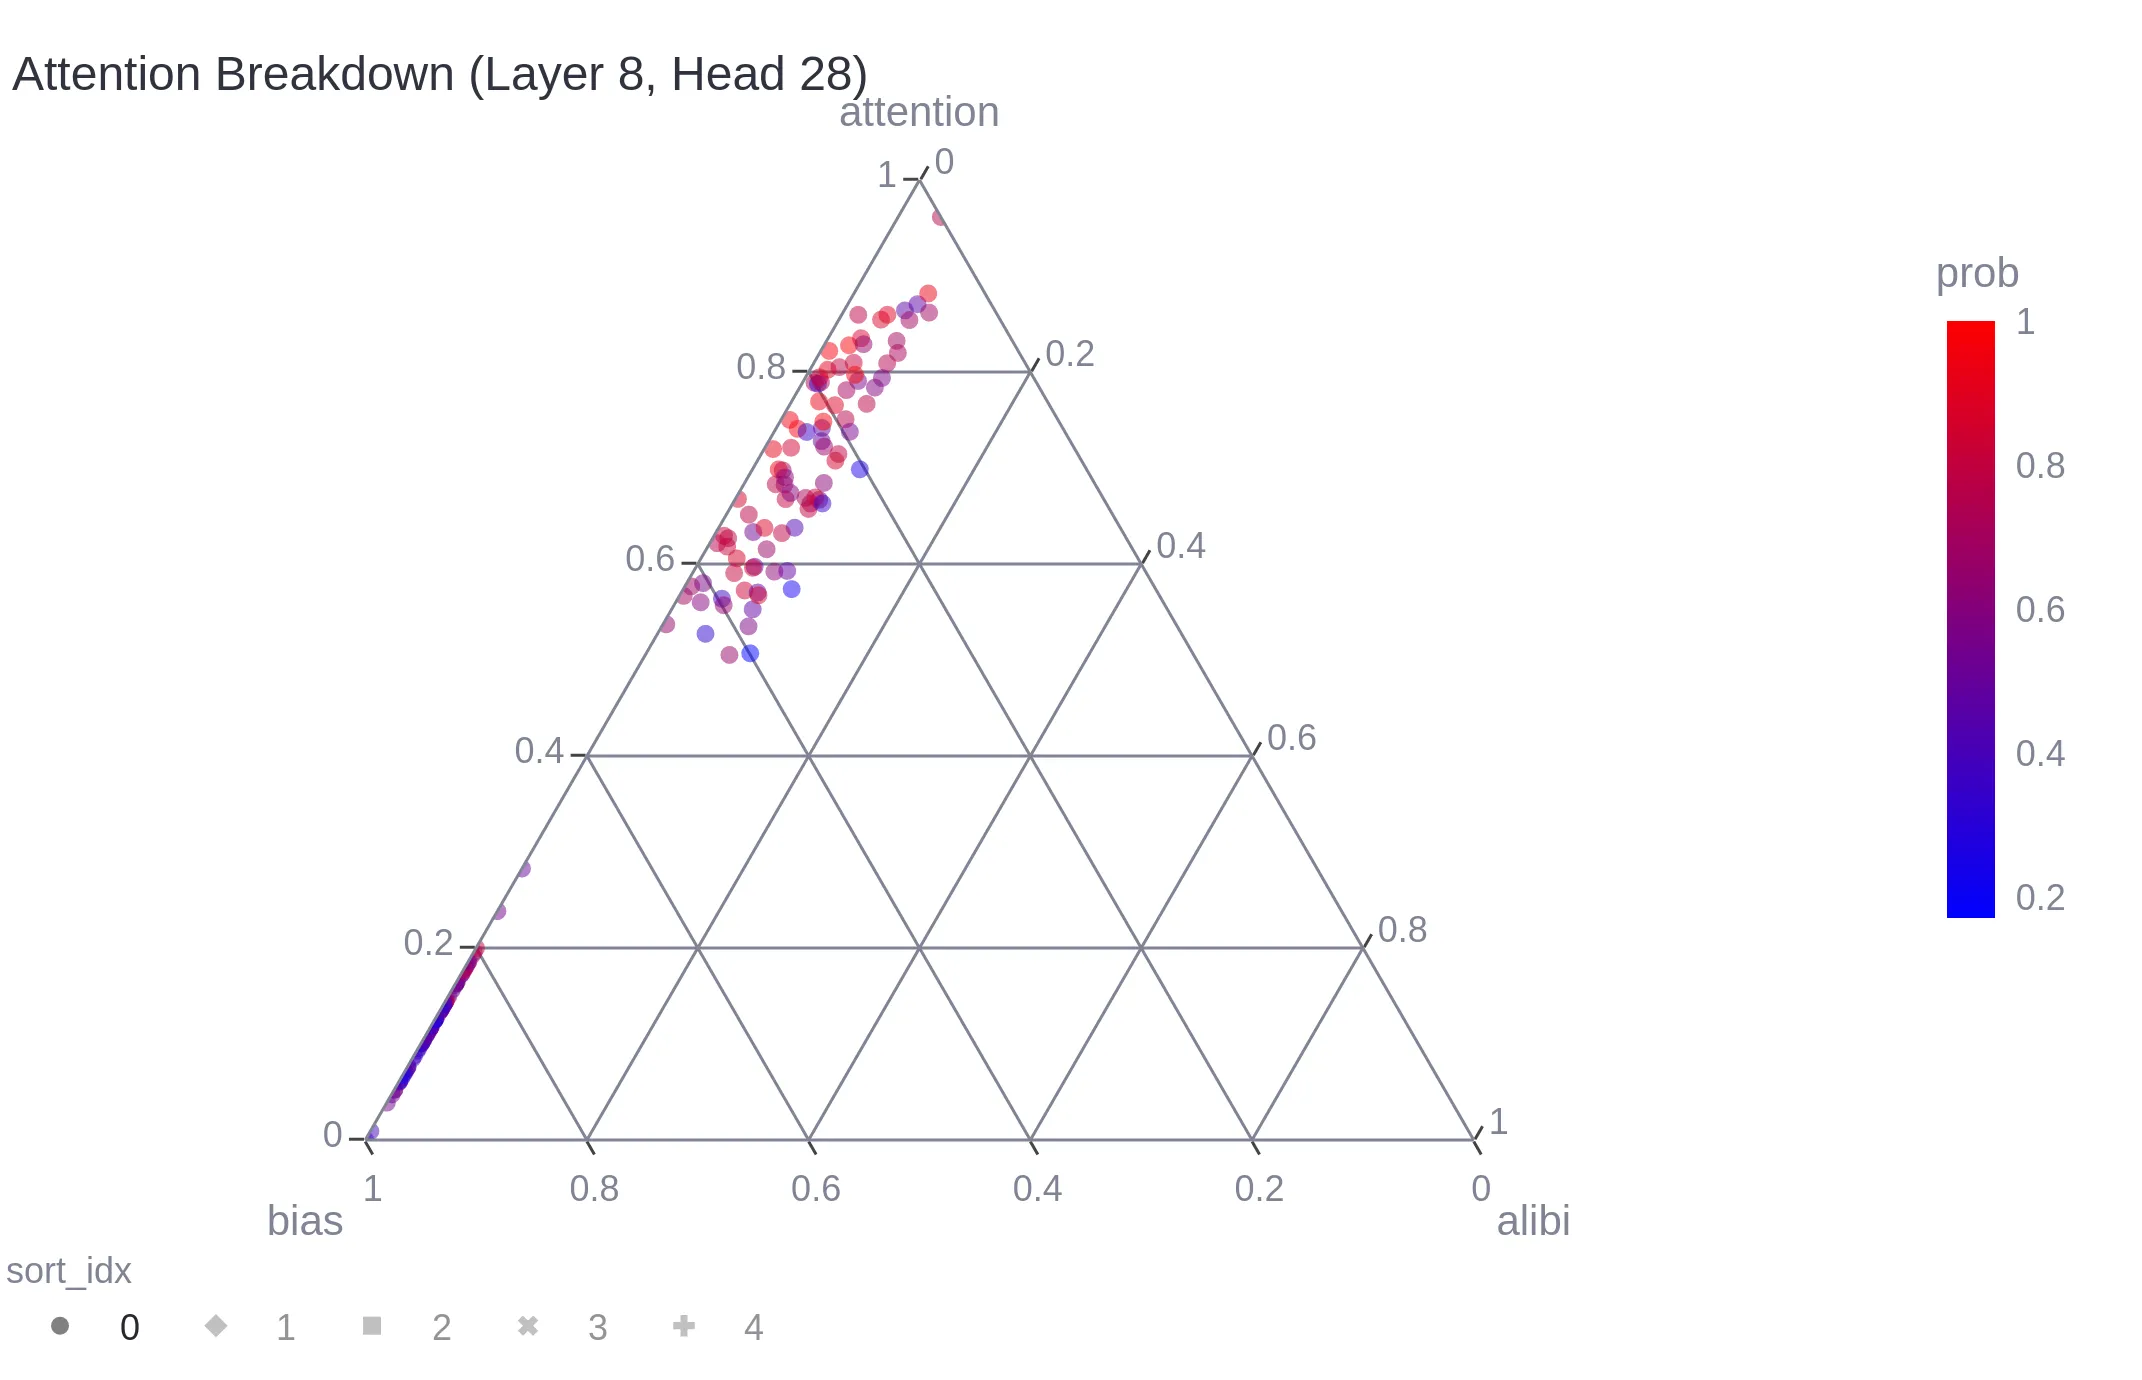 Attention Breakdown (Layer 8, Head 28)
attention
1 0
prob
1
0.8 0.2
0.8
0.6 0.4
0.6
0.4 0.6
0.4
0.2 0.8
0.2
0 1
1 0.8 0.6 0.4 0.2 0
bias alibi
sort_idx
0 1 2 3 4